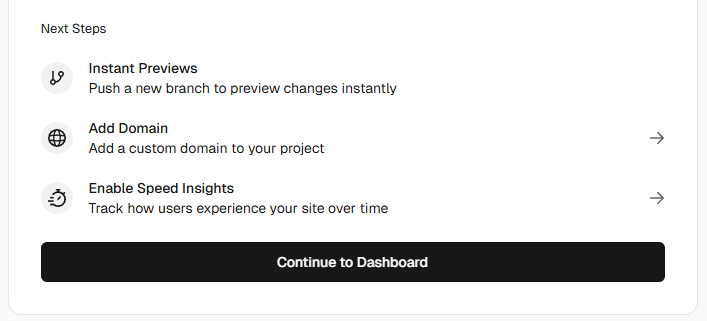 Next Steps
Instant Previews
Push a new branch to preview changes instantly
Add Domain
Add a custom domain to your project
Enable Speed Insights
Track how users experience your site over time
Continue to Dashboard